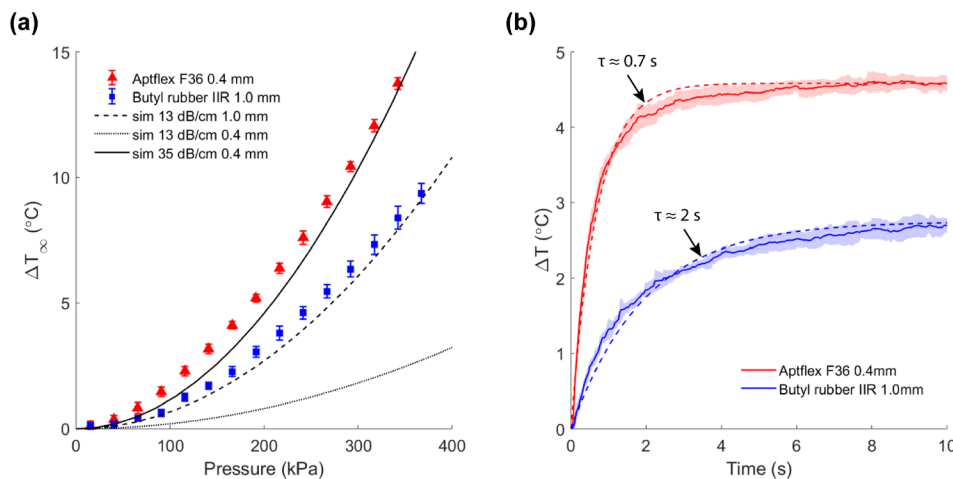 (a)
15
10
5
0
0
100
200
300
400
ΔT∞ (°C)
Pressure (kPa)
Aptflex F36 0.4 mm
Butyl rubber IIR 1.0 mm
sim 13 dB/cm 1.0 mm
sim 13 dB/cm 0.4 mm
sim 35 dB/cm 0.4 mm
(b)
5
4
3
2
1
0
0
2
4
6
8
10
ΔT (°C)
Time (s)
τ ≈ 0.7 s
τ ≈ 2 s
Aptflex F36 0.4mm
Butyl rubber IIR 1.0mm